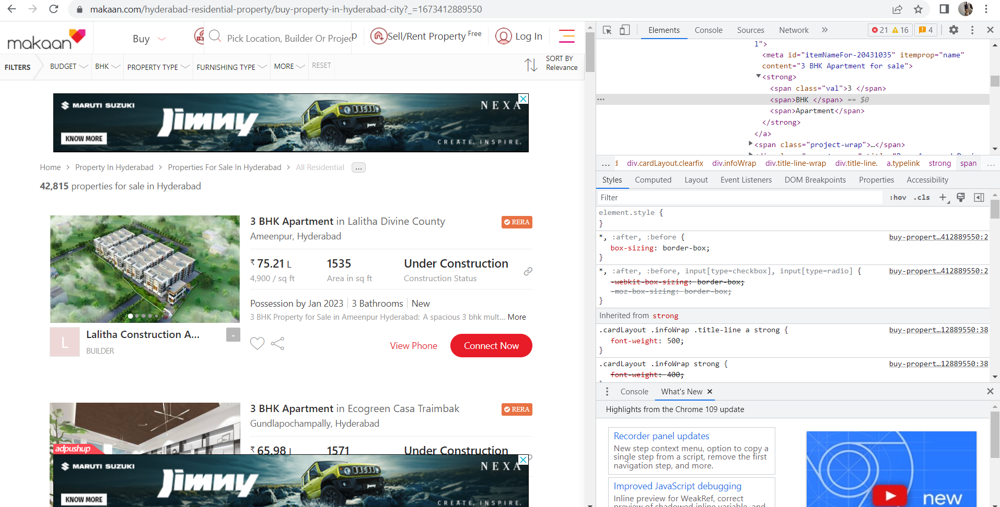 makaan.com/hyderabad-residential-property/buy-property-in-hyderabad-city?_=1673412889550
makaan
Buy
Pick Location, Builder Or Projec
p
Sell/Rent Property Free
Log In
FILTERS
BUDGET
BHK
PROPERTY TYPE
FURNISHING TYPE
MORE
RESET
SORT BY
Relevance
MARUTI SUZUKI
Jimny
NEXA
KNOW MORE
CREATE. INSPIRE.
Home > Property In Hyderabad > Properties For Sale In Hyderabad > All Residential ...
42,815 properties for sale in Hyderabad
3 BHK Apartment in Lalitha Divine County
RERA
Ameenpur, Hyderabad
₹ 75.21 L
1535
Under Construction
4,900 / sq ft
Area in sq ft
Construction Status
Possession by Jan 2023 | 3 Bathrooms | New
3 BHK Property for Sale in Ameenpur Hyderabad: A spacious 3 bhk mult... More
L
Lalitha Construction A...
-
BUILDER
View Phone
Connect Now
3 BHK Apartment in Ecogreen Casa Traimbak
RERA
Gundlapochampally, Hyderabad
₹ 65.98 L
1571
Under Construction
adpushup
MARUTI SUZUKI
Jimny
NEXA
KNOW MORE
CREATE. INSPIRE.
Elements
Console
Sources
Network
»
21
16
4
l">
<meta id="itemNameFor-20431035" itemprop="name"
content="3 BHK Apartment for sale">
<strong>
<span class="val">3 </span>
... <span>BHK </span> == $0
<span>Apartment</span>
</strong>
</a>
<span class="project-wrap">…</span>
... d div.cardLayout.clearfix div.infoWrap div.title-line-wrap div.title-line. a.typelink strong span ...
Styles
Computed
Layout
Event Listeners
DOM Breakpoints
Properties
Accessibility
Filter
:hov .cls +
element.style {
}
*, :after, :before {
buy-propert…412889550:2
box-sizing: border-box;
}
*, :after, :before, input[type=checkbox], input[type=radio] {
buy-propert…412889550:2
-webkit-box-sizing: border-box;
-moz-box-sizing: border-box;
}
Inherited from strong
.cardLayout .infoWrap .title-line a strong {
buy-propert…12889550:38
font-weight: 500;
}
.cardLayout .infoWrap strong {
buy-propert…12889550:38
font-weight: 400;
Console
What's New
Highlights from the Chrome 109 update
Recorder panel updates
New step context menu, option to copy a
single step from a script, remove the first
navigation step, and more.
Improved JavaScript debugging
Inline preview for WeakRef, correct
preview of shadowed inline variable, and
new